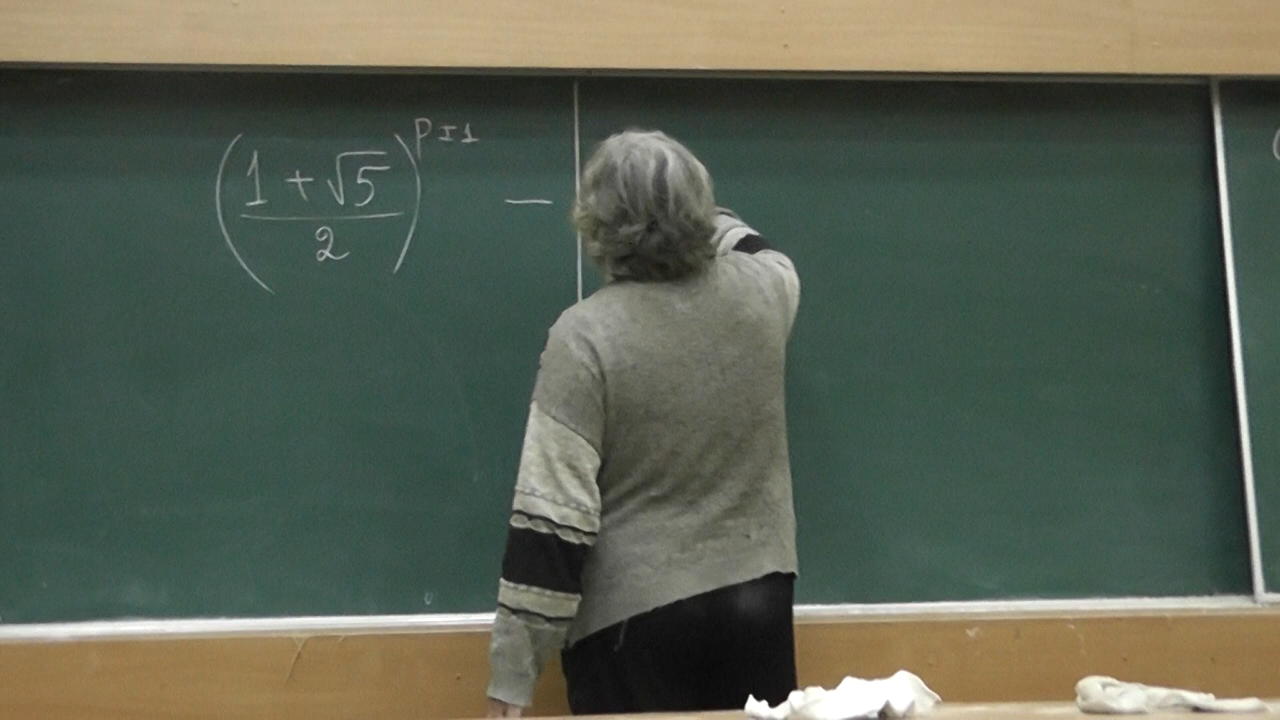 (1 + √5 / 2)^(p±1) —